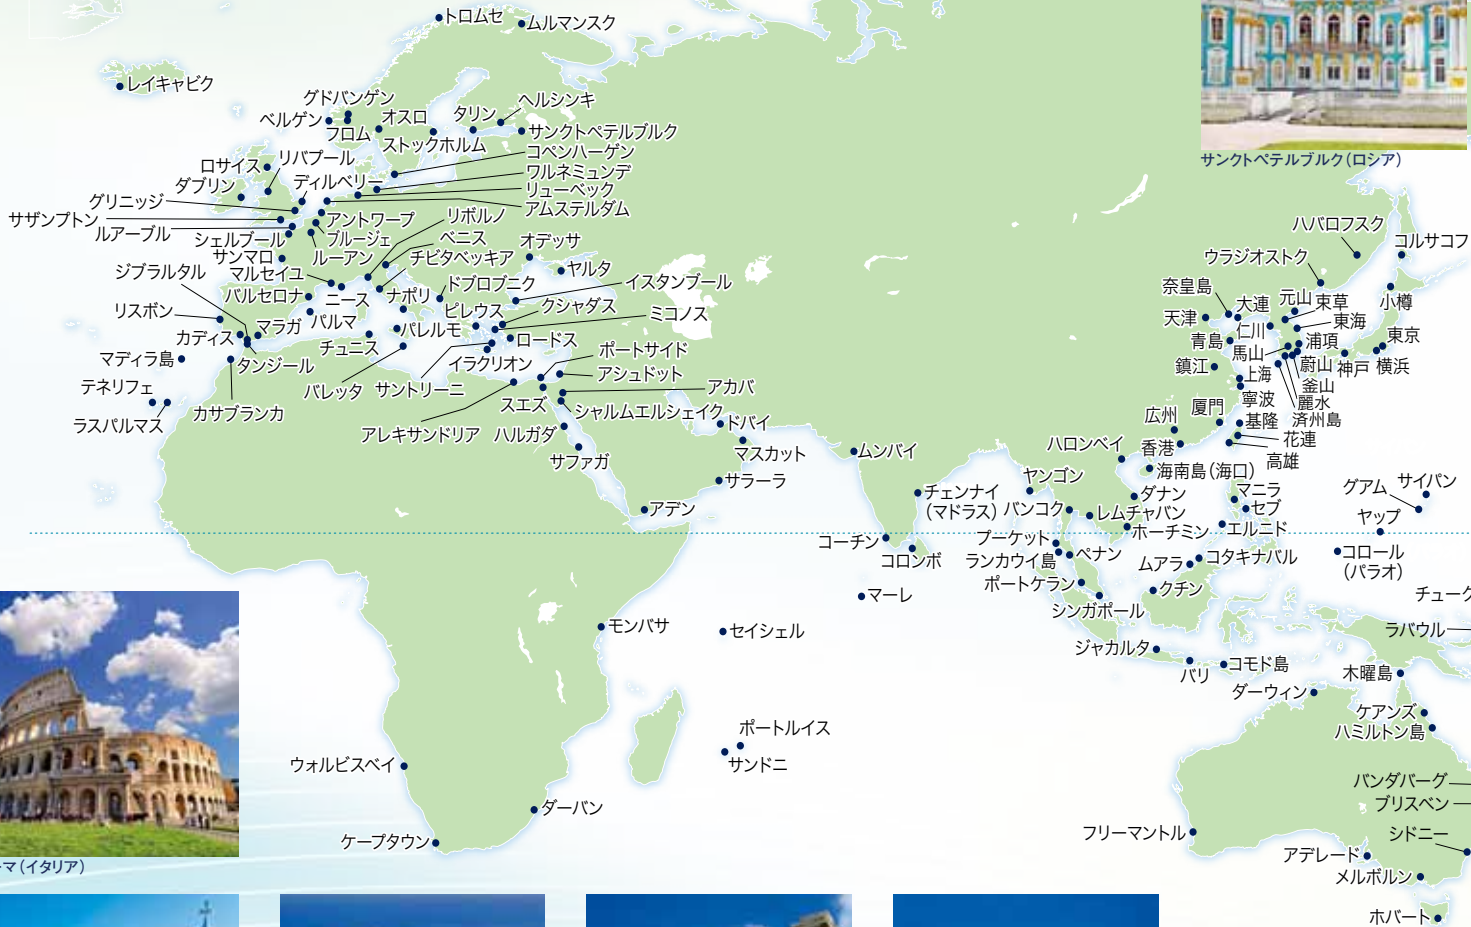 トロムセ
ムルマンスク
レイキャビク
グドバンゲン
ベルゲン
フロム
オスロ
ストックホルム
タリン
ヘルシンキ
サンクトペテルブルク
コペンハーゲン
ワルネミュンデ
リューベック
アムステルダム
ロサイス
リバプール
ダブリン
ディルベリー
グリニッジ
サザンプトン
ルアーブル
シェルブール
サンマロ
アントワープ
ブルージェ
ルーアン
リボルノ
ベニス
チビタベッキア
オデッサ
ヤルタ
ジブラルタル
マルセイユ
バルセロナ
ニース
ナポリ
ドブロブニク
イスタンブール
クシャダス
ミコノス
リスボン
カディス
マラガ
パルマ
パレルモ
ピレウス
ロードス
マディラ島
タンジール
チュニス
イラクリオン
ポートサイド
アシュドット
アカバ
テネリフェ
ラスパルマス
カサブランカ
バレッタ
サントリーニ
スエズ
シャルムエルシェイク
アレキサンドリア
ハルガダ
サファガ
ドバイ
マスカット
サラーラ
アデン
ムンバイ
チェンナイ
(マドラス)
コーチン
コロンボ
マーレ
モンバサ
セイシェル
ポートルイス
サンドニ
ウォルビスベイ
ダーバン
ケープタウン
サンクトペテルブルク(ロシア)
ハバロフスク
コルサコフ
ウラジオストク
小樽
奈皇島
大連
元山
束草
東海
天津
仁川
浦項
東京
青島
馬山
蔚山
神戸
横浜
鎮江
上海
釜山
麗水
済州島
寧波
厦門
基隆
花連
高雄
広州
香港
ハロンベイ
海南島(海口)
ヤンゴン
バンコク
ダナン
レムチャバン
ホーチミン
マニラ
セブ
エルニド
グアム
サイパン
ヤップ
コロール
(パラオ)
プーケット
ランカウイ島
ペナン
ポートケラン
シンガポール
ムアラ
コタキナバル
クチン
チューク
ラバウル
ジャカルタ
バリ
コモド島
木曜島
ダーウィン
ケアンズ
ハミルトン島
バンダバーグ
ブリスベン
シドニー
フリーマントル
アデレード
メルボルン
ホバート
マ(イタリア)